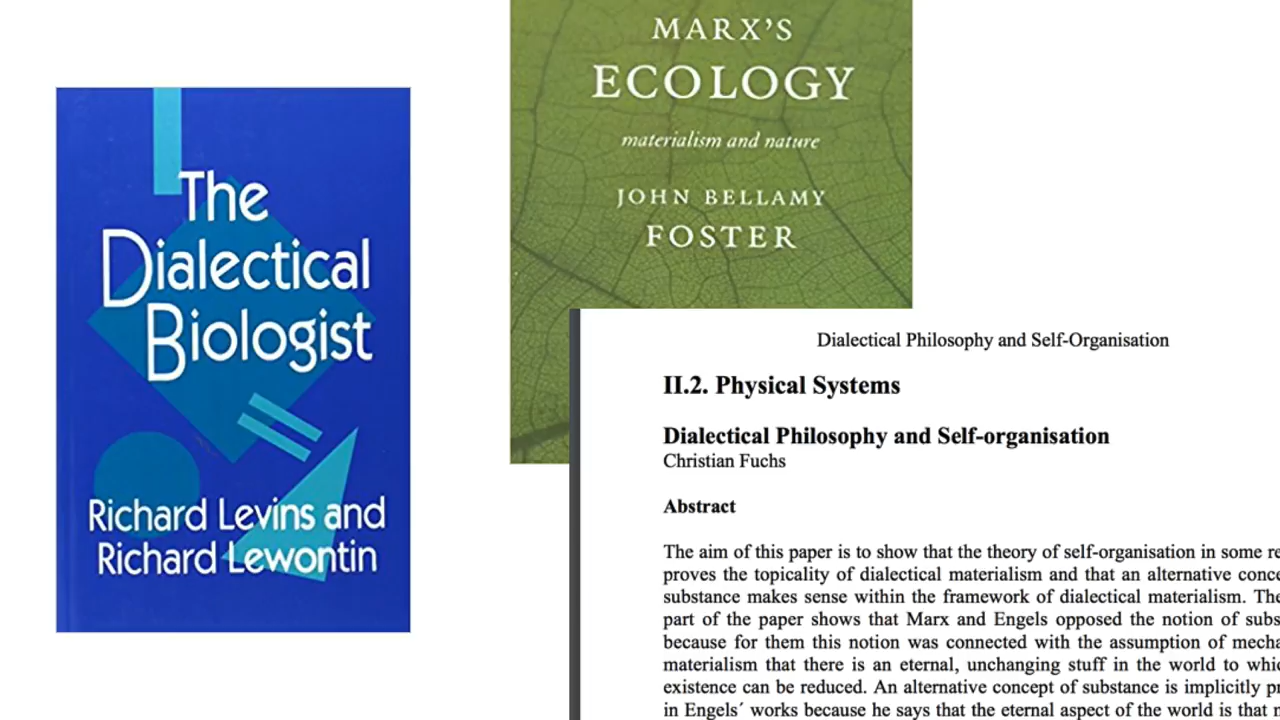 The
Dialectical
Biologist
Richard Levins and
Richard Lewontin
MARX'S
ECOLOGY
materialism and nature
JOHN BELLAMY
FOSTER
Dialectical Philosophy and Self-Organisation
II.2. Physical Systems
Dialectical Philosophy and Self-organisation
Christian Fuchs
Abstract
The aim of this paper is to show that the theory of self-organisation in some
proves the topicality of dialectical materialism and that an alternative
substance makes sense within the framework of dialectical materialism. The
part of the paper shows that Marx and Engels opposed the notion of
because for them this notion was connected with the assumption of
materialism that there is an eternal, unchanging stuff in the world to
existence can be reduced. An alternative concept of substance is implicitly
in Engels´ works because he says that the eternal aspect of the world is that